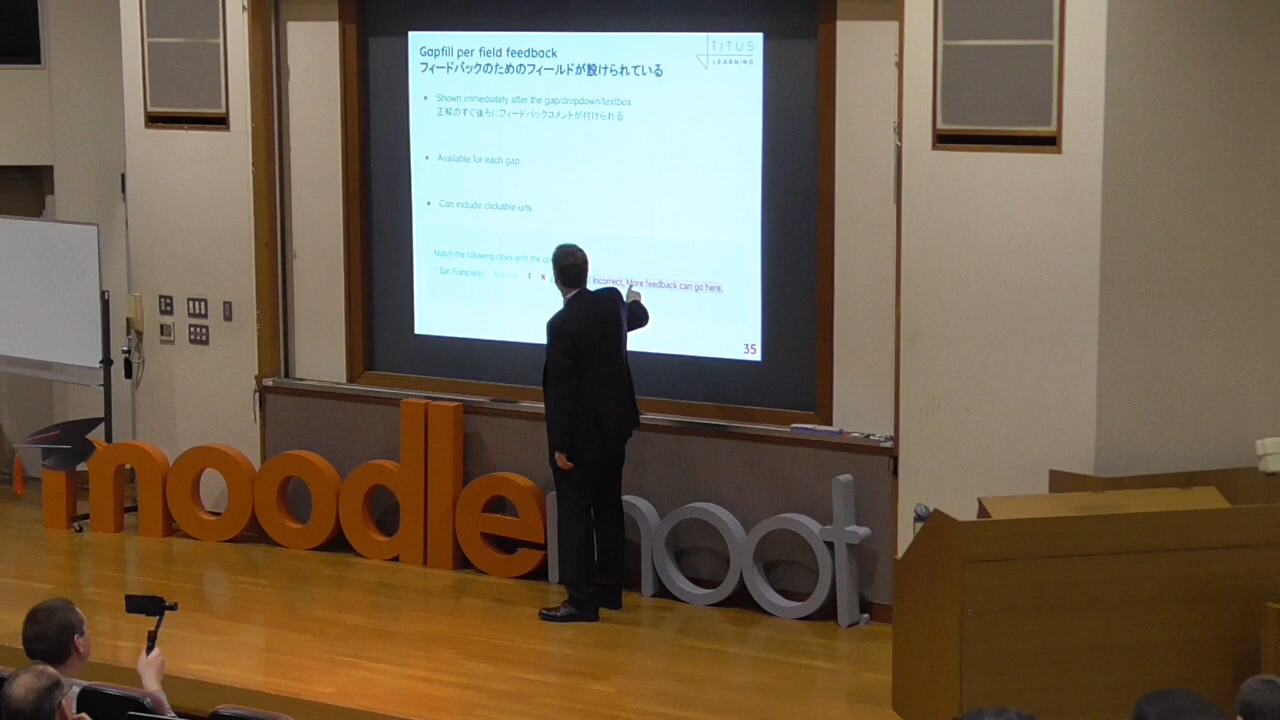 Gapfill per field feedback
フィードバックのためのフィールドが設けられている
TITUS
LEARNING
• Shown immediately after the gap/dropdown/textbox
正解のすぐ後ろにフィードバックコメントが付けられる
• Available for each gap
• Can include clickable urls
Match the following cities with the
* San Francisco
x
Incorrect, More feedback can go here,
35
moodlemoot